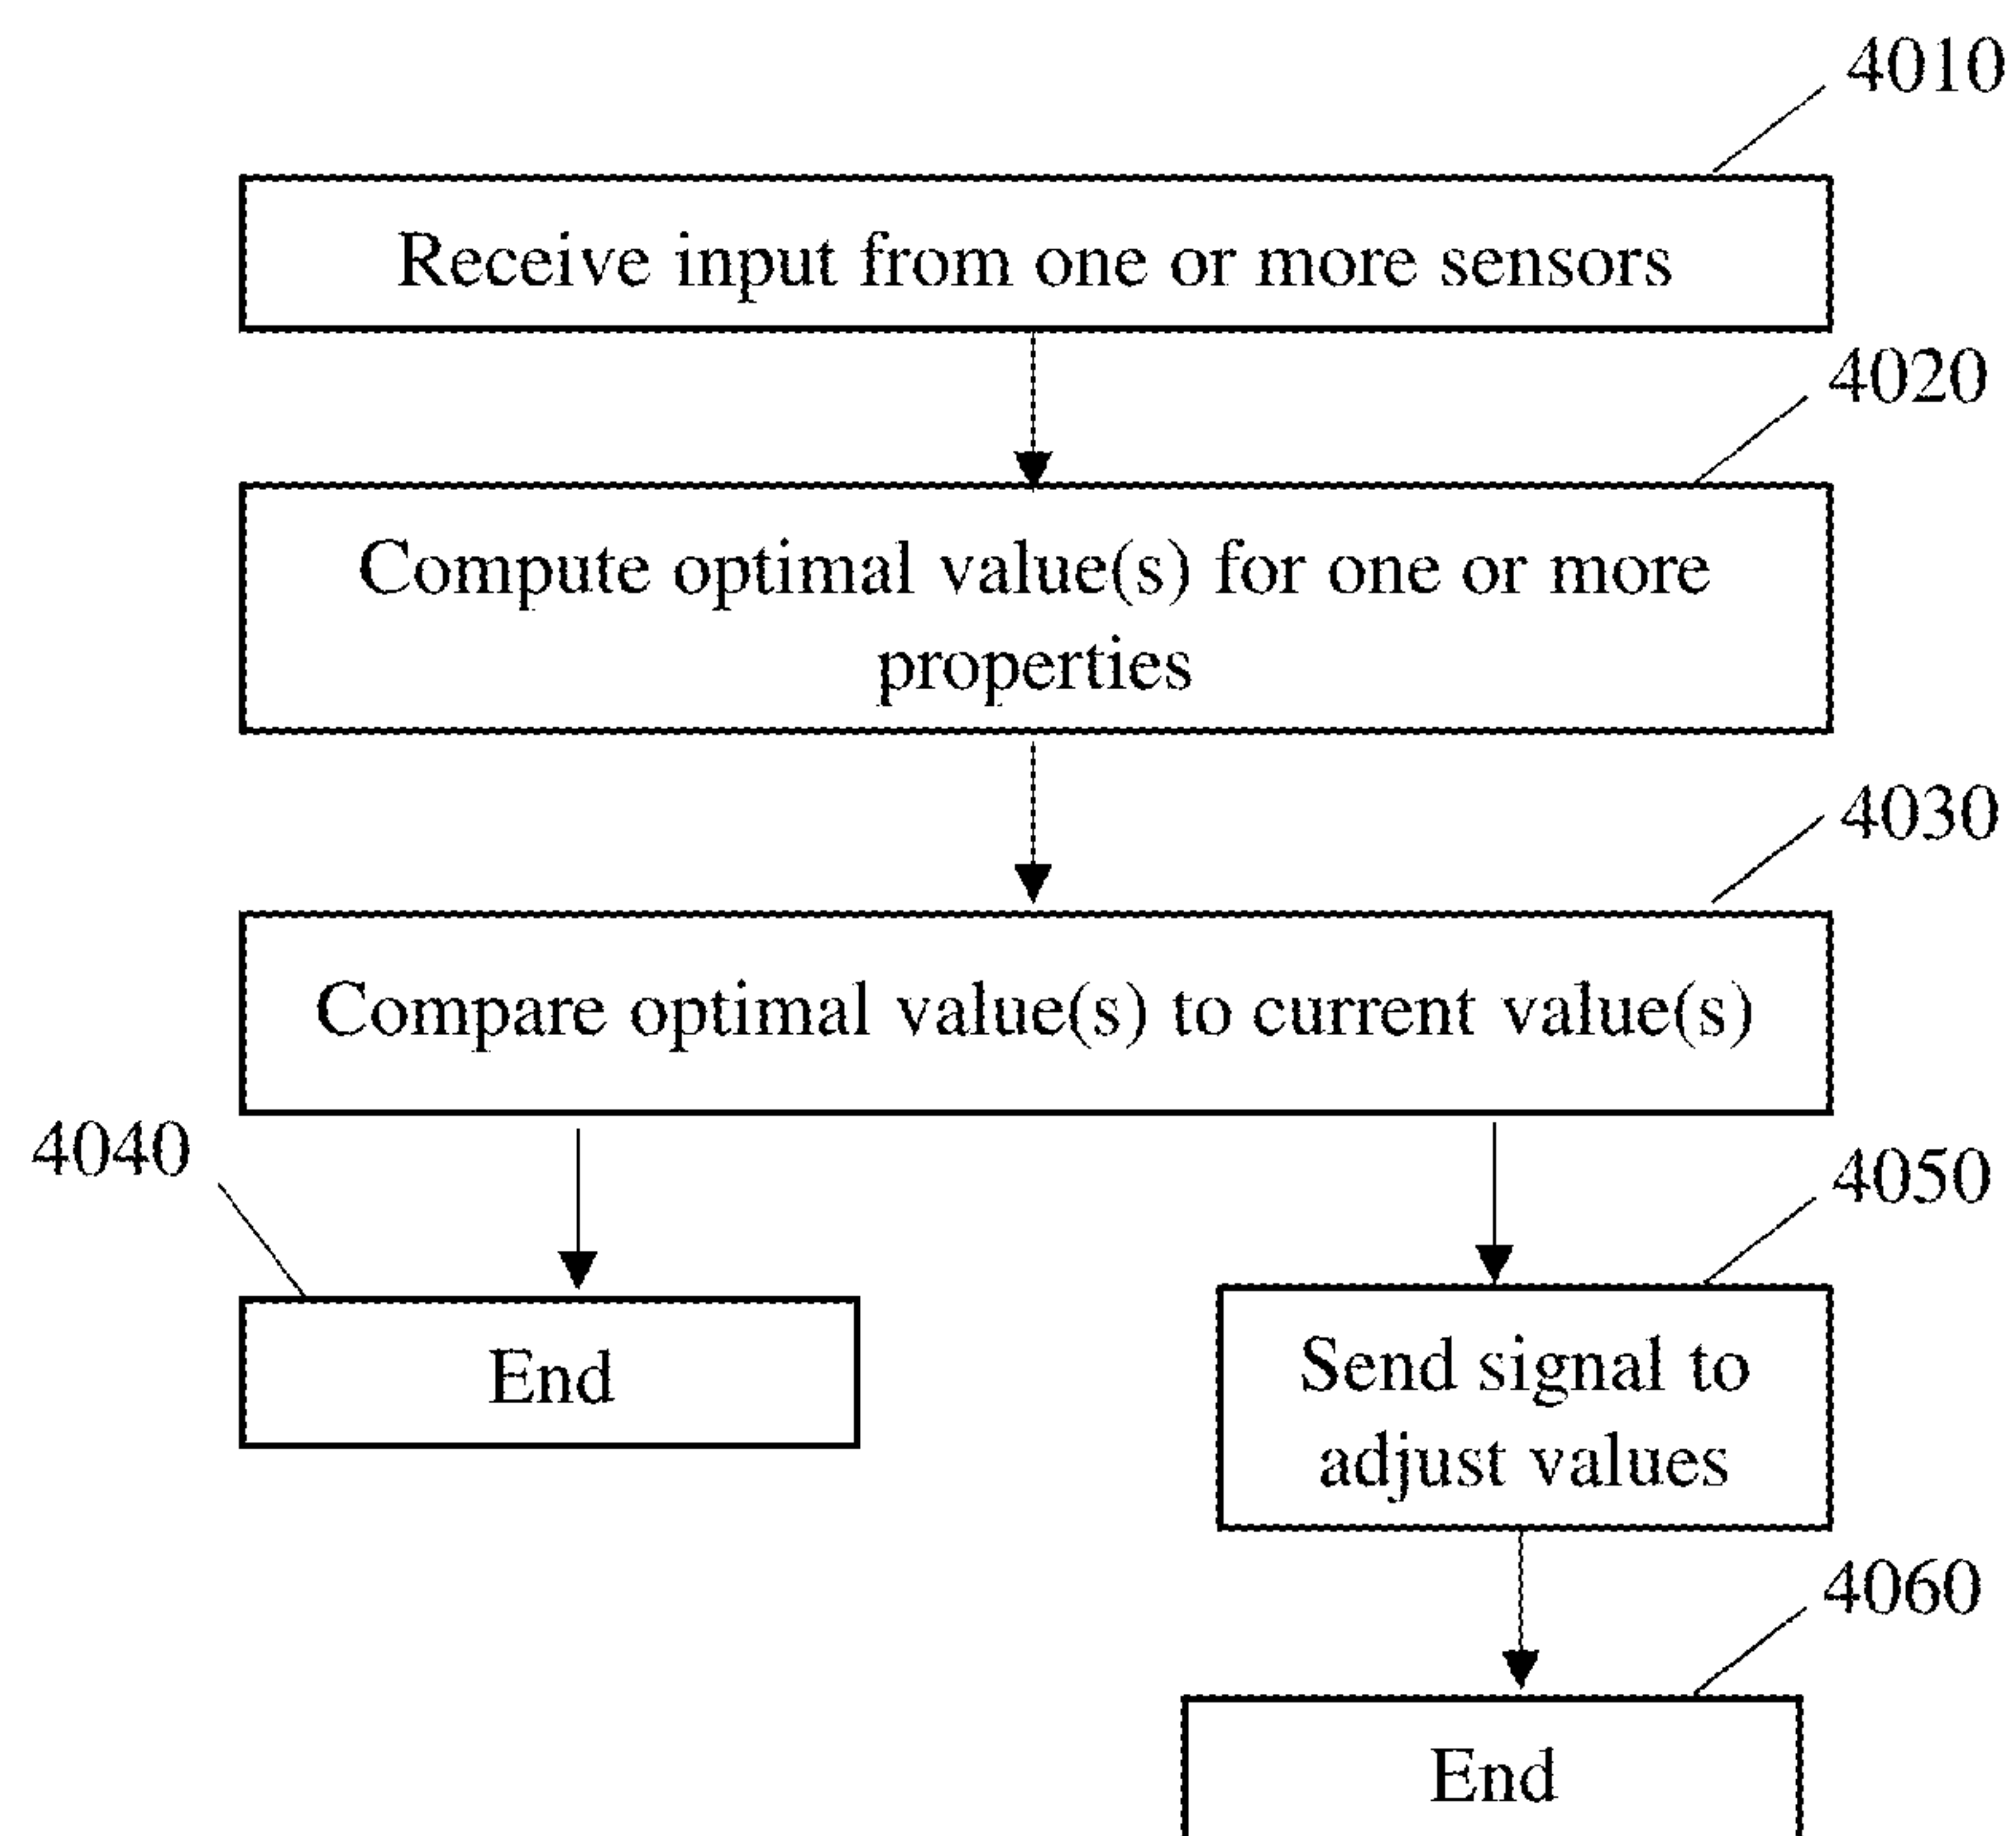 4010
Receive input from one or more sensors
4020
Compute optimal value(s) for one or more
properties
4030
Compare optimal value(s) to current value(s)
4040
4050
End
Send signal to
adjust values
4060
End